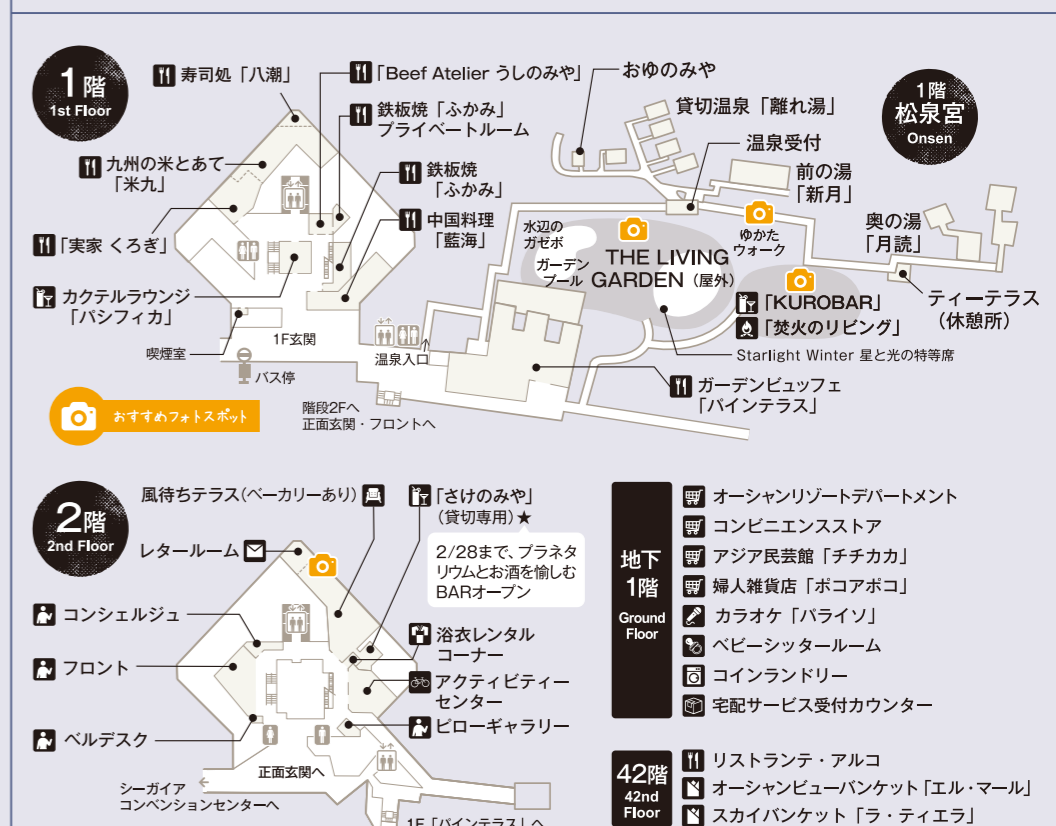 1階
1st Floor
寿司処「八潮」
「Beef Atelier うしのみや」
鉄板焼「ふかみ」
プライベートルーム
九州の米とあて
「米九」
鉄板焼
「ふかみ」
中国料理
「藍海」
「実家 くろぎ」
カクテルラウンジ
「パシフィカ」
喫煙室
1F玄関
バス停
温泉入口
階段2Fへ
正面玄関・フロントへ
おすすめフォトスポット
おゆのみや
貸切温泉「離れ湯」
温泉受付
前の湯
「新月」
1階
松泉宮
Onsen
水辺の
ガゼボ
ガーデン
プール
THE LIVING
GARDEN(屋外)
ゆかた
ウォーク
奥の湯
「月読」
「KUROBAR」
「焚火のリビング」
ティーテラス
(休憩所)
Starlight Winter 星と光の特等席
ガーデンビュッフェ
「パインテラス」
2階
2nd Floor
風待ちテラス(ベーカリーあり)
「さけのみや」
(貸切専用)★
2/28まで、プラネタ
リウムとお酒を愉しむ
BARオープン
レタールーム
コンシェルジュ
フロント
ベルデスク
浴衣レンタル
コーナー
アクティビティー
センター
ピローギャラリー
正面玄関へ
シーガイア
コンベンションセンターへ
1F「パインテラス」へ
地下
1階
Ground
Floor
オーシャンリゾートデパートメント
コンビニエンスストア
アジア民芸館「チチカカ」
婦人雑貨店「ポコアポコ」
カラオケ「パライソ」
ベビーシッタールーム
コインランドリー
宅配サービス受付カウンター
42階
42nd
Floor
リストランテ・アルコ
オーシャンビューバンケット「エル・マール」
スカイバンケット「ラ・ティエラ」